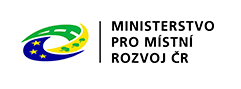 MINISTERSTVO
PRO MÍSTNÍ
ROZVOJ ČR